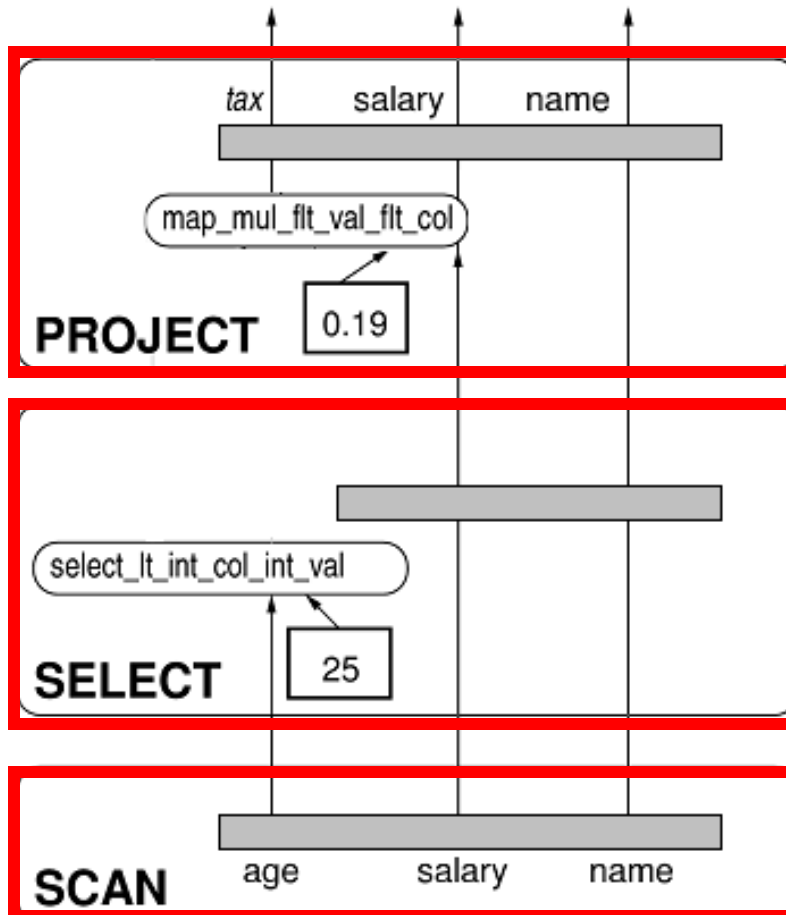 tax salary name
map_mul_flt_val_flt_col
0.19
PROJECT
select_lt_int_col_int_val
25
SELECT
age salary name
SCAN